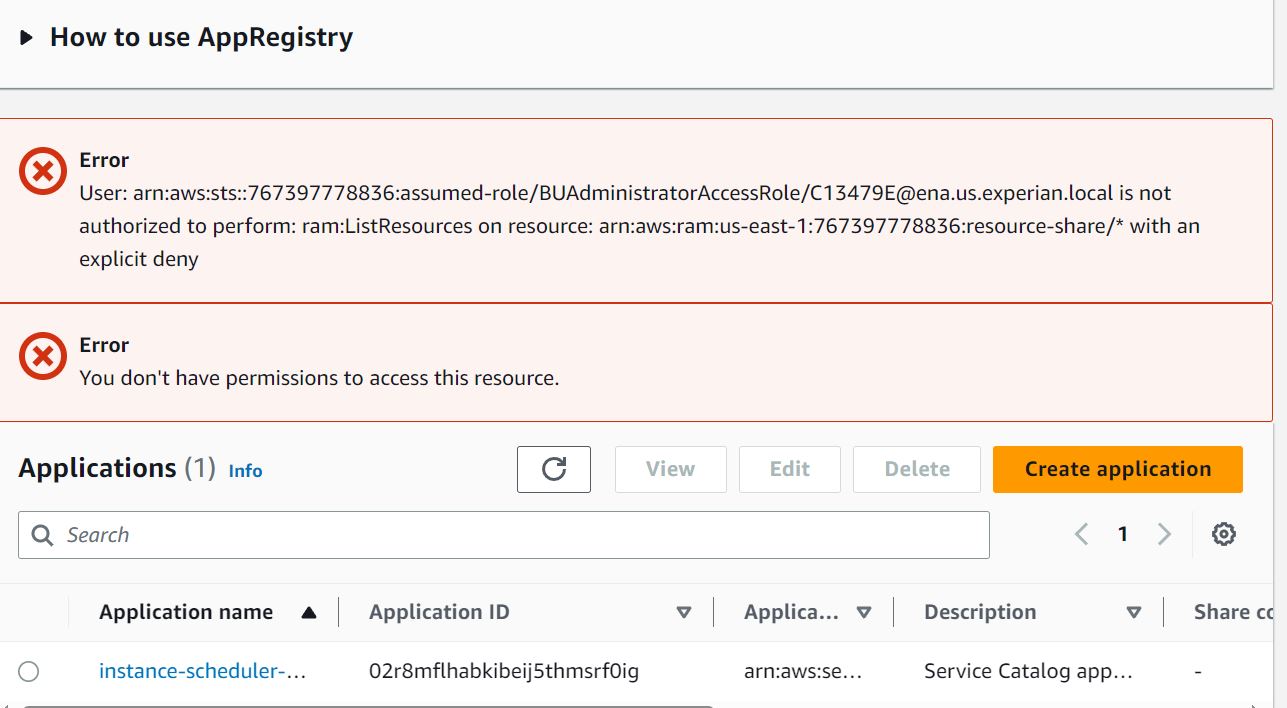 How to use AppRegistry
Error
User: arn:aws:sts::767397778836:assumed-role/BUAdministratorAccessRole/C13479E@ena.us.experian.local is not
authorized to perform: ram:ListResources on resource: arn:aws:ram:us-east-1:767397778836:resource-share/* with an
explicit deny
Error
You don't have permissions to access this resource.
Applications (1) Info View Edit Delete Create application
Search 1
Application name Application ID Applica... Description Share co
instance-scheduler-... 02r8mflhabkibeij5thmsrf0ig arn:aws:se... Service Catalog app... -